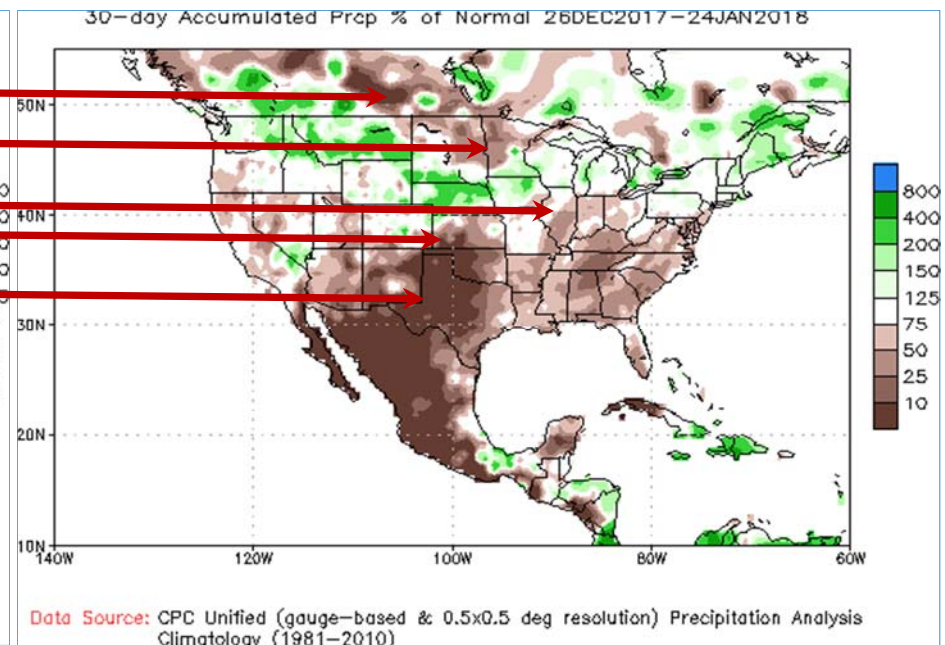 30-day Accumulated Prcp % of Normal 26DEC2017-24JAN2018
50N
40N
30N
20N
10N
140W 120W 100W 80W 60W
800
400
200
150
125
75
50
25
10
Data Source: CPC Unified (gauge-based & 0.5x0.5 deg resolution) Precipitation Analysis
Climatology (1981-2010)